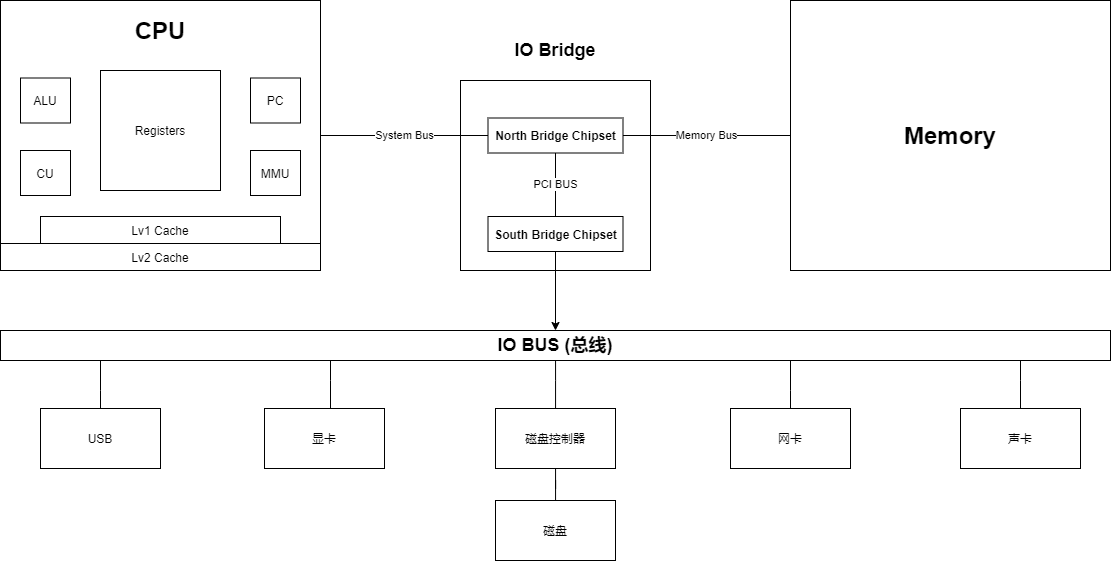 CPU
IO Bridge
ALU
Registers
PC
CU
MMU
Lv1 Cache
Lv2 Cache
System Bus
North Bridge Chipset
Memory Bus
PCI BUS
South Bridge Chipset
Memory
IO BUS (总线)
USB
显卡
磁盘控制器
网卡
声卡
磁盘